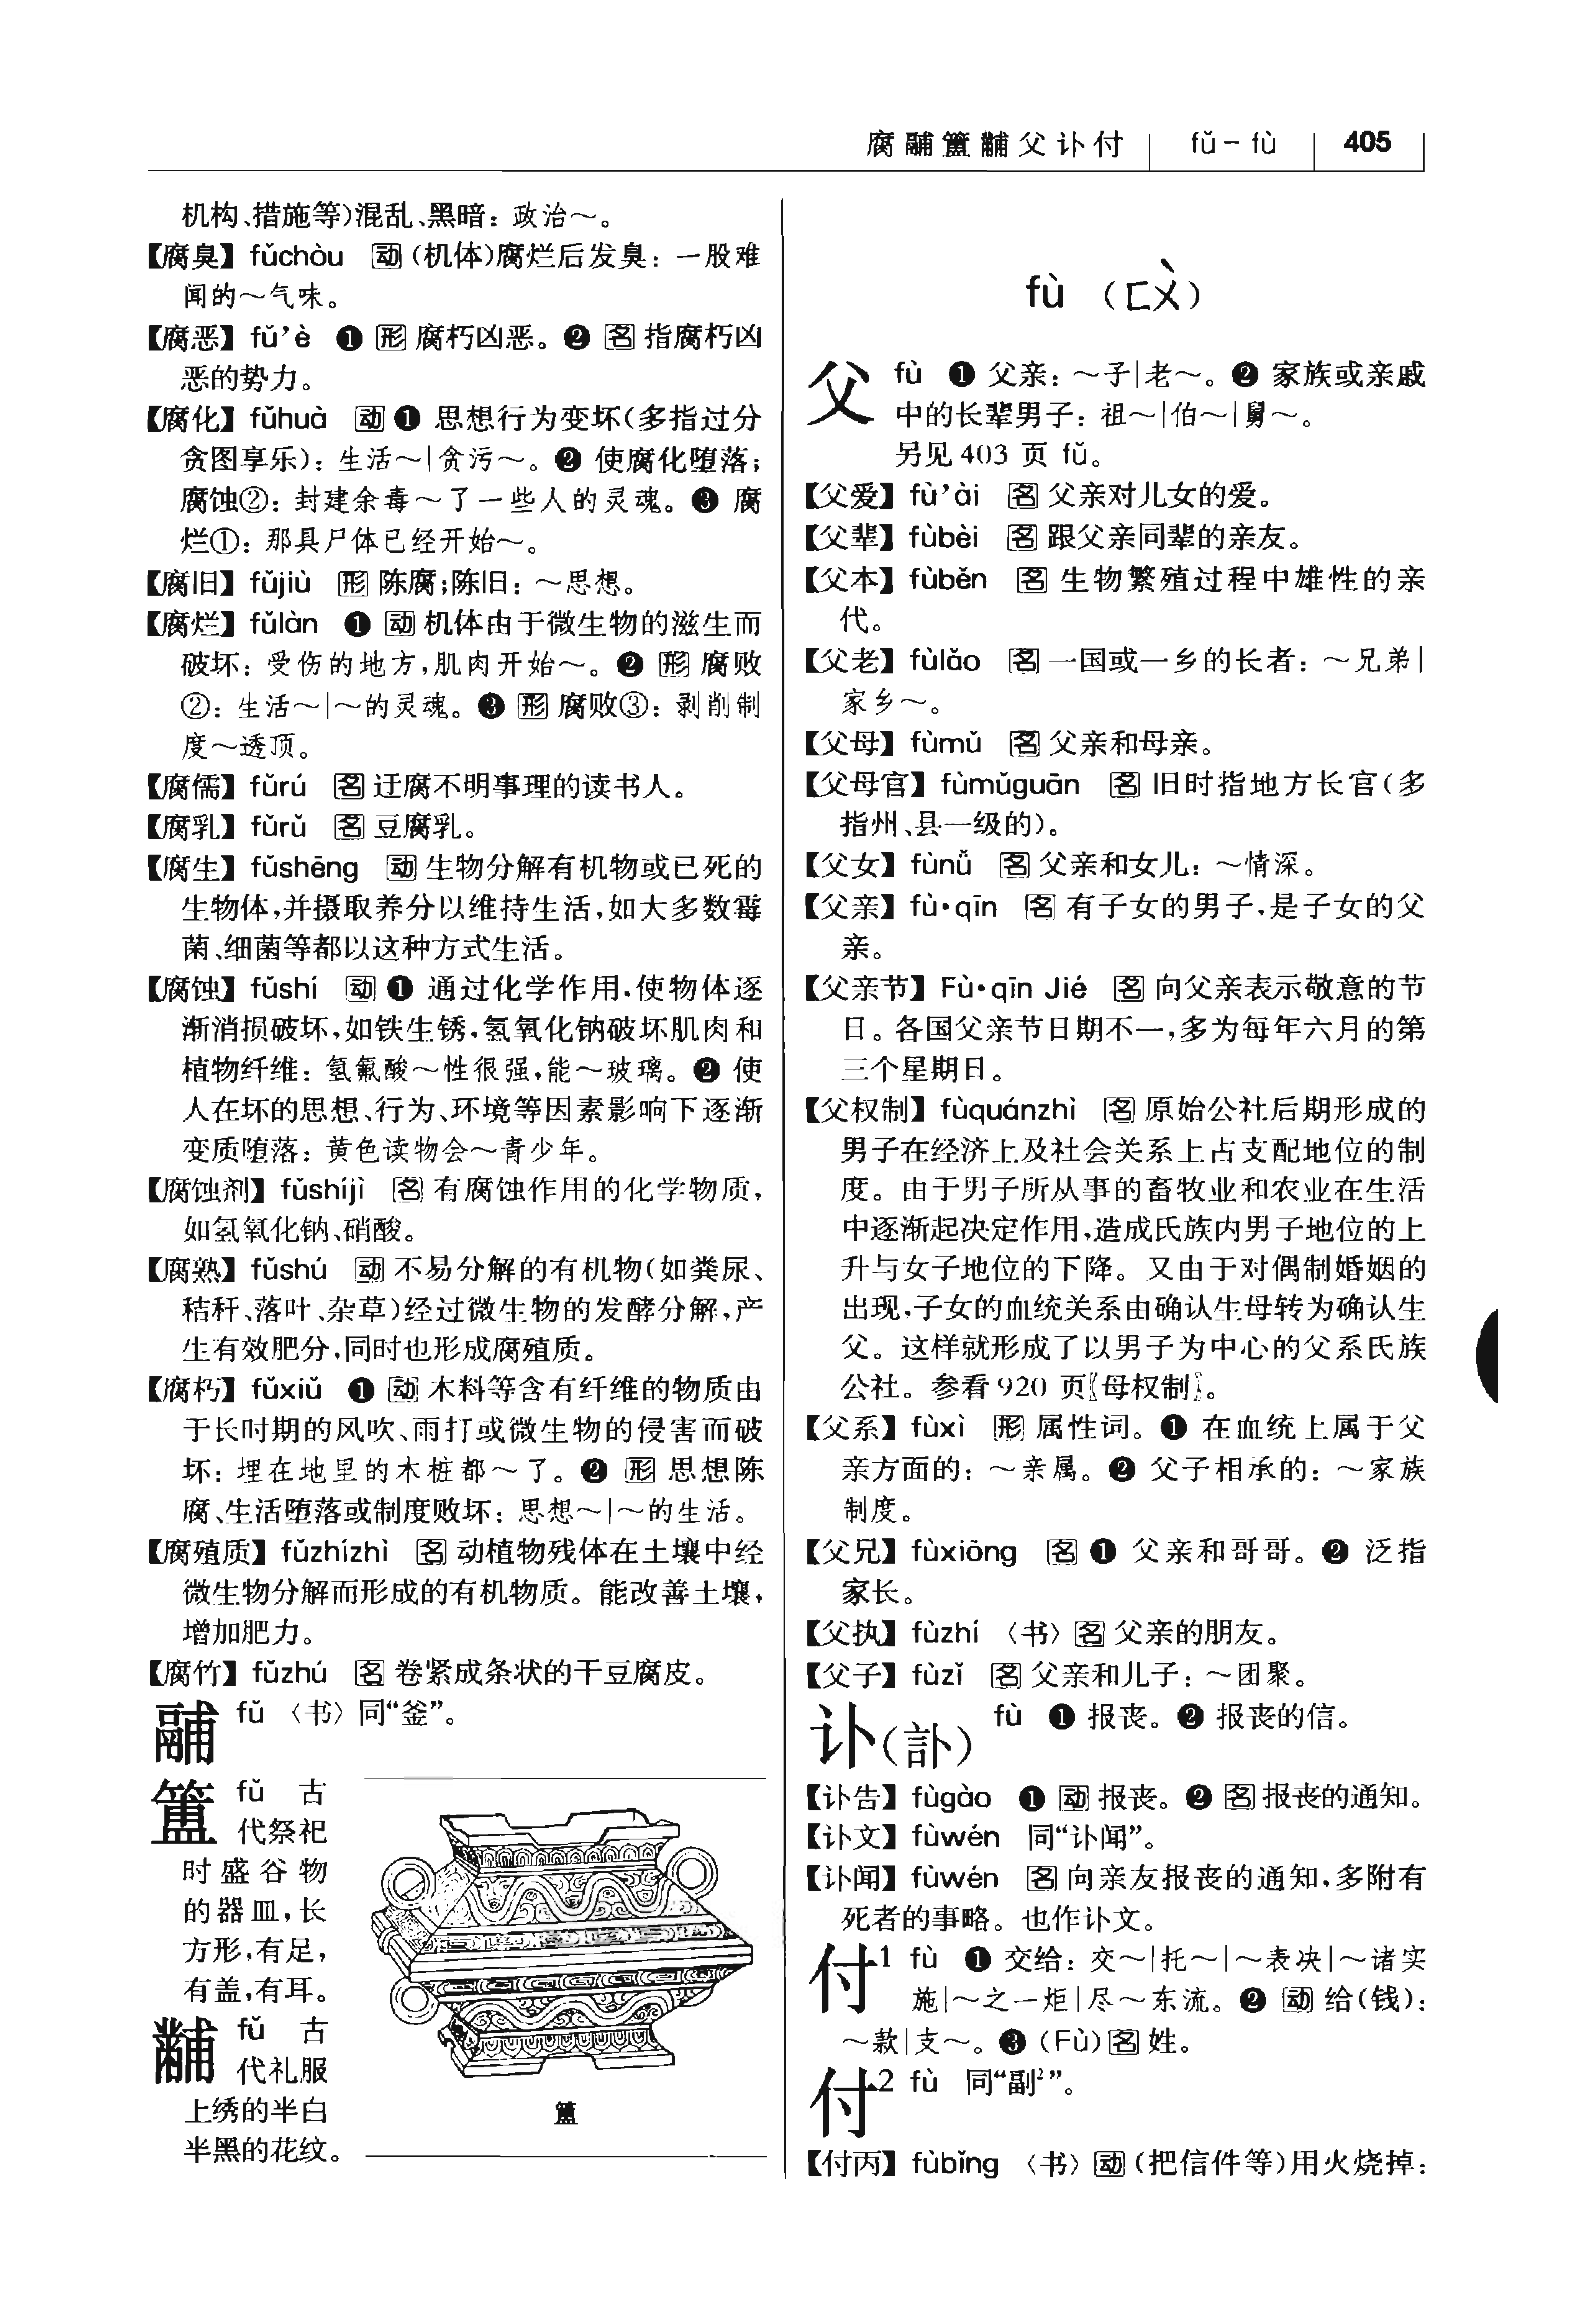 腐鬴簠黼父讣付 fǔ－fù 405
机构、措施等）混乱、黑暗：政治～。
【腐臭】fǔchòu 动（机体）腐烂后发臭：一股难
闻的～气味。
【腐恶】fǔ’è ❶ 形 腐朽凶恶。❷ 名 指腐朽凶
恶的势力。
【腐化】fǔhuà 动 ❶ 思想行为变坏（多指过分
贪图享乐）：生活～|贪污～。❷ 使腐化堕落；
腐蚀②：封建余毒～了一些人的灵魂。❸ 腐
烂①：那具尸体已经开始～。
【腐旧】fǔjiù 形 陈腐；陈旧：～思想。
【腐烂】fǔlàn ❶ 动 机体由于微生物的滋生而
破坏：受伤的地方，肌肉开始～。❷ 形 腐败
②：生活～|～的灵魂。❸ 形 腐败③：剥削制
度～透顶。
【腐儒】fǔrú 名 迂腐不明事理的读书人。
【腐乳】fǔrǔ 名 豆腐乳。
【腐生】fǔshēng 动 生物分解有机物或已死的
生物体，并摄取养分以维持生活，如大多数霉
菌、细菌等都以这种方式生活。
【腐蚀】fǔshí 动 ❶ 通过化学作用，使物体逐
渐消损破坏，如铁生锈，氢氧化钠破坏肌肉和
植物纤维：氢氟酸～性很强，能～玻璃。❷ 使
人在坏的思想、行为、环境等因素影响下逐渐
变质堕落：黄色读物会～青少年。
【腐蚀剂】fǔshíjì 名 有腐蚀作用的化学物质，
如氢氧化钠、硝酸。
【腐熟】fǔshú 动 不易分解的有机物（如粪尿、
秸秆、落叶、杂草）经过微生物的发酵分解，产
生有效肥分，同时也形成腐殖质。
【腐朽】fǔxiǔ ❶ 动 木料等含有纤维的物质由
于长时期的风吹、雨打或微生物的侵害而破
坏：埋在地里的木桩都～了。❷ 形 思想陈
腐、生活堕落或制度败坏：思想～|～的生活。
【腐殖质】fǔzhízhì 名 动植物残体在土壤中经
微生物分解而形成的有机物质。能改善土壤，
增加肥力。
【腐竹】fǔzhú 名 卷紧成条状的干豆腐皮。
鬴 fǔ 〈书〉同“釜”。
簠 fǔ 古
代祭祀
时盛谷物
的器皿，长
方形，有足，
有盖，有耳。
黼 fǔ 古
代礼服
上绣的半白
半黑的花纹。
簠
fù （ㄈㄨˋ）
父 fù ❶ 父亲：～子|老～。❷ 家族或亲戚
中的长辈男子：祖～|伯～|舅～。
另见 403 页 fǔ。
【父爱】fù’ài 名 父亲对儿女的爱。
【父辈】fùbèi 名 跟父亲同辈的亲友。
【父本】fùběn 名 生物繁殖过程中雄性的亲
代。
【父老】fùlǎo 名 一国或一乡的长者：～兄弟|
家乡～。
【父母】fùmǔ 名 父亲和母亲。
【父母官】fùmǔguān 名 旧时指地方长官（多
指州、县一级的）。
【父女】fùnǚ 名 父亲和女儿：～情深。
【父亲】fù·qīn 名 有子女的男子，是子女的父
亲。
【父亲节】Fù·qīn Jié 名 向父亲表示敬意的节
日。各国父亲节日期不一，多为每年六月的第
三个星期日。
【父权制】fùquánzhì 名 原始公社后期形成的
男子在经济上及社会关系上占支配地位的制
度。由于男子所从事的畜牧业和农业在生活
中逐渐起决定作用，造成氏族内男子地位的上
升与女子地位的下降。又由于对偶制婚姻的
出现，子女的血统关系由确认生母转为确认生
父。这样就形成了以男子为中心的父系氏族
公社。参看 920 页〖母权制〗。
【父系】fùxì 形 属性词。❶ 在血统上属于父
亲方面的：～亲属。❷ 父子相承的：～家族
制度。
【父兄】fùxiōng 名 ❶ 父亲和哥哥。❷ 泛指
家长。
【父执】fùzhí 〈书〉名 父亲的朋友。
【父子】fùzǐ 名 父亲和儿子：～团聚。
讣（訃） fù ❶ 报丧。❷ 报丧的信。
【讣告】fùgào ❶ 动 报丧。❷ 名 报丧的通知。
【讣文】fùwén 同“讣闻”。
【讣闻】fùwén 名 向亲友报丧的通知，多附有
死者的事略。也作讣文。
付¹ fù ❶ 交给：交～|托～|～表决|～诸实
施|～之一炬|尽～东流。❷ 动 给（钱）：
～款|支～。❸（Fù）名 姓。
付² fù 同“副²”。
【付丙】fùbǐng 〈书〉动（把信件等）用火烧掉：